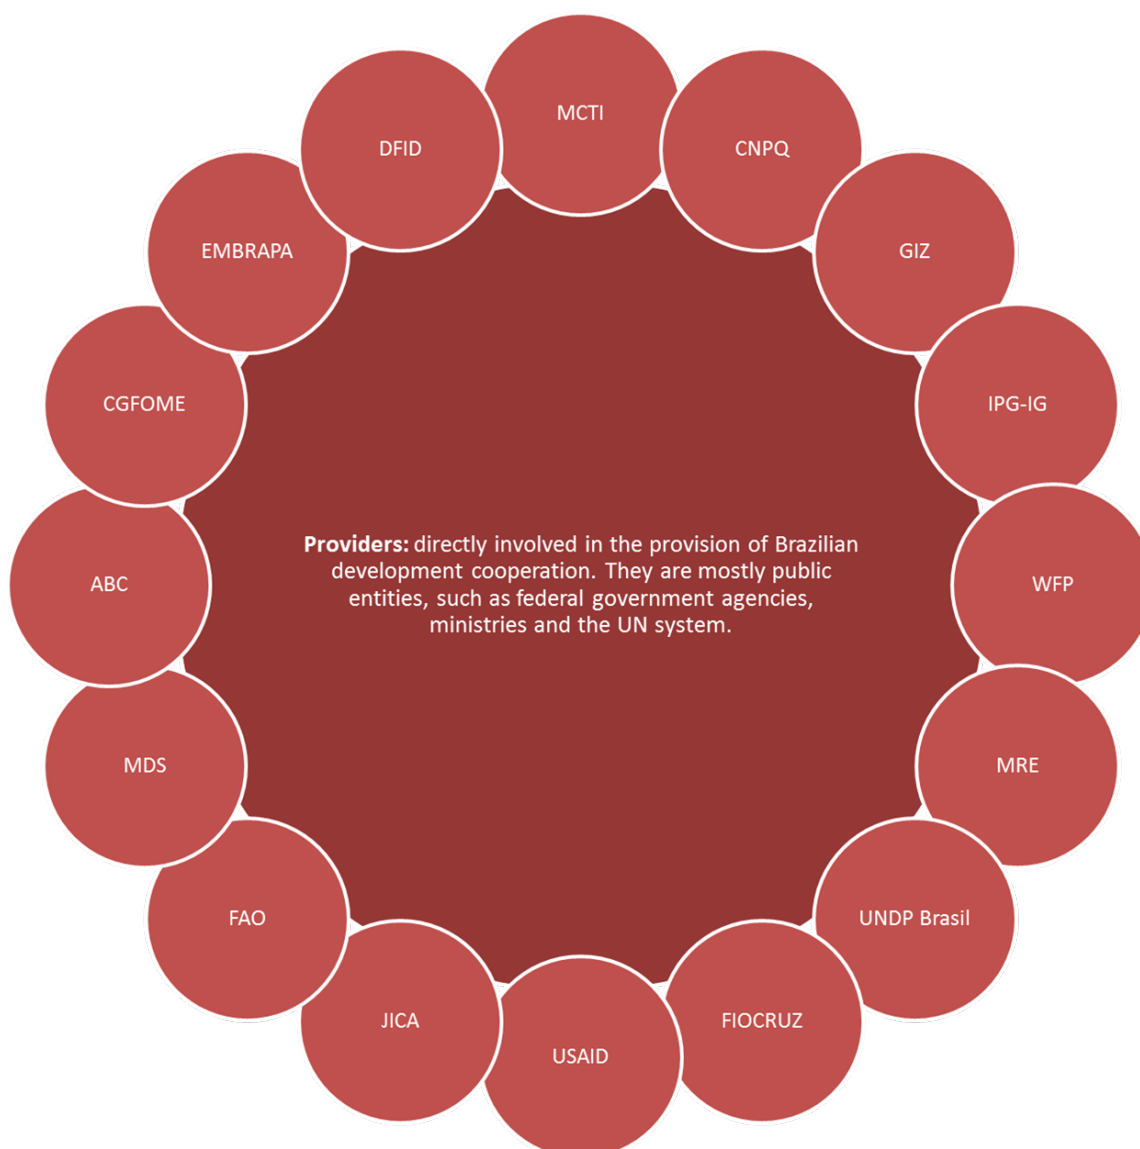 MCTI
CNPQ
GIZ
IPG-IG
WFP
MRE
UNDP Brasil
FIOCRUZ
USAID
JICA
FAO
MDS
ABC
CGFOME
EMBRAPA
DFID
Providers: directly involved in the provision of Brazilian
development cooperation. They are mostly public
entities, such as federal government agencies,
ministries and the UN system.